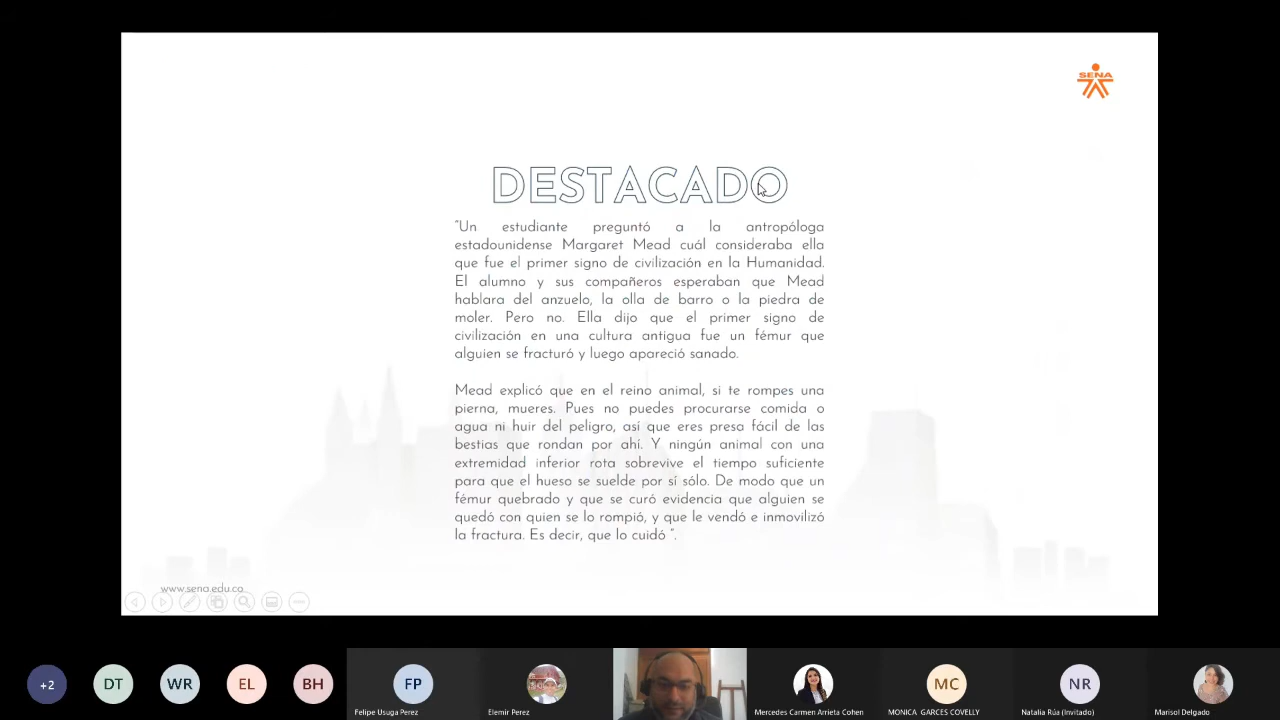 SENA
DESTACADO
"Un estudiante preguntó a la antropóloga
estadounidense Margaret Mead cuál consideraba ella
que fue el primer signo de civilización en la Humanidad.
El alumno y sus compañeros esperaban que Mead
hablara del anzuelo, la olla de barro o la piedra de
moler. Pero no. Ella dijo que el primer signo de
civilización en una cultura antigua fue un fémur que
alguien se fracturó y luego apareció sanado.
Mead explicó que en el reino animal, si te rompes una
pierna, mueres. Pues no puedes procurarse comida o
agua ni huir del peligro, así que eres presa fácil de las
bestias que rondan por ahí. Y ningún animal con una
extremidad inferior rota sobrevive el tiempo suficiente
para que el hueso se suelde por sí sólo. De modo que un
fémur quebrado y que se curó evidencia que alguien se
quedó con quien se lo rompió, y que le vendó e inmovilizó
la fractura. Es decir, que lo cuidó ".
www.sena.edu.co
+2
DT
WR
EL
BH
FP
Felipe Usuga Perez
Elemir Perez
Mercedes Carmen Arrieta Cohen
MC
MONICA GARCES COVELLY
NR
Natalia Rúa (Invitado)
Marisol Delgado